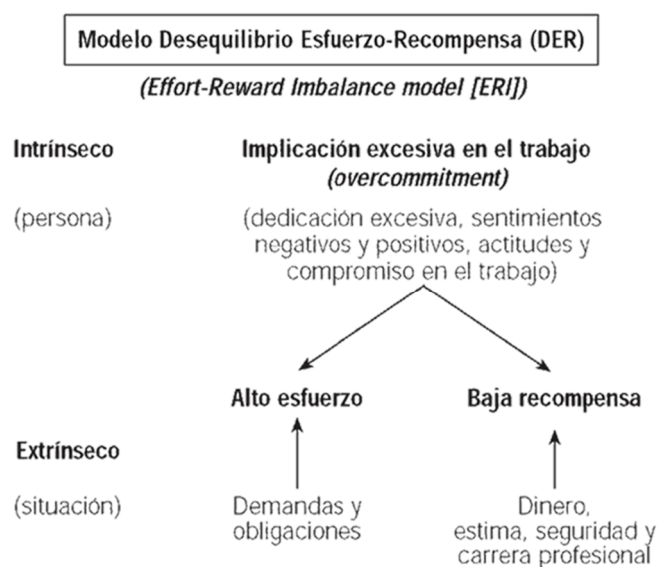 Modelo Desequilibrio Esfuerzo-Recompensa (DER)
(Effort-Reward Imbalance model [ERI])
Intrínseco
Implicación excesiva en el trabajo
(overcommitment)
(persona)
(dedicación excesiva, sentimientos
negativos y positivos, actitudes y
compromiso en el trabajo)
Alto esfuerzo
Baja recompensa
Extrínseco
(situación)
Demandas y
obligaciones
Dinero,
estima, seguridad y
carrera profesional